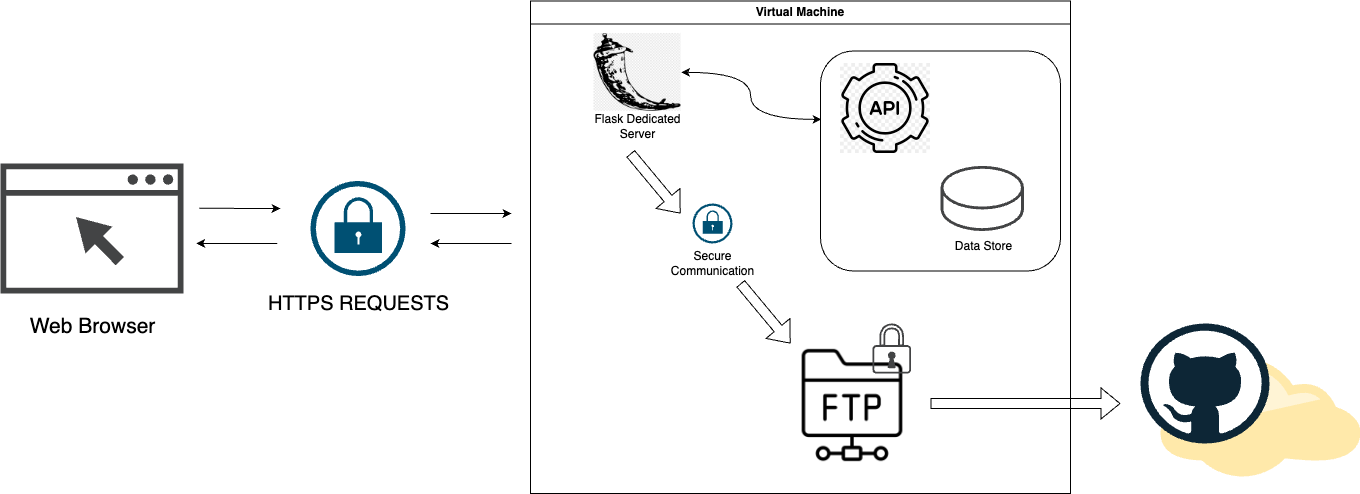 Virtual Machine
Flask Dedicated
Server
API
Data Store
Secure
Communication
Web Browser
HTTPS REQUESTS
FTP